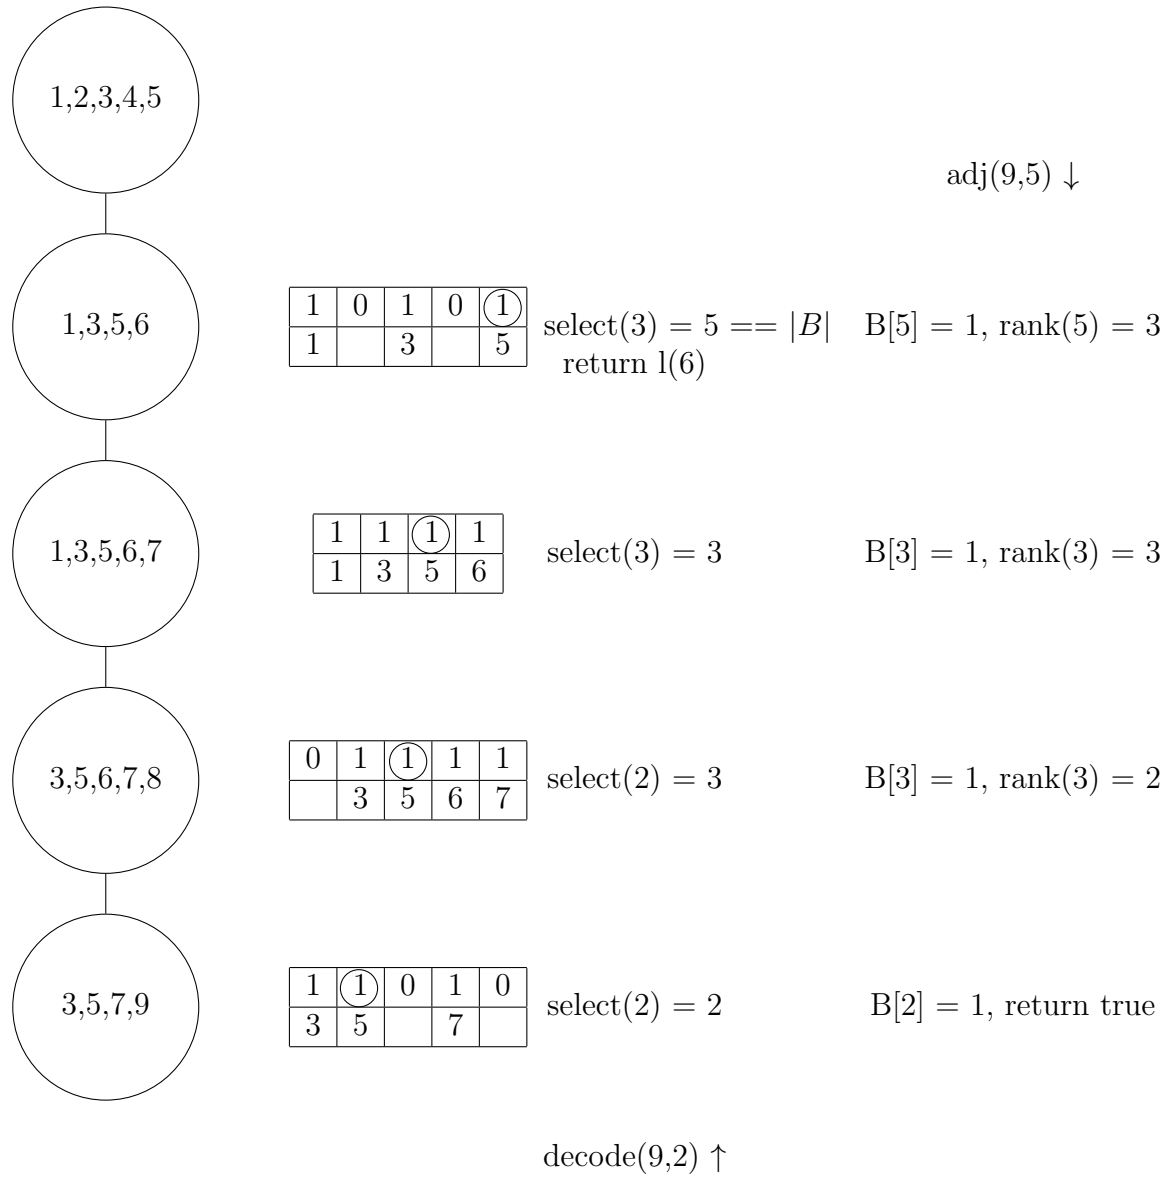 1,2,3,4,5
adj(9,5) ↓
1,3,5,6
1 0 1 0 1
1 3 5
select(3) = 5 == |B|
return l(6)
B[5] = 1, rank(5) = 3
1,3,5,6,7
1 1 1 1
1 3 5 6
select(3) = 3
B[3] = 1, rank(3) = 3
3,5,6,7,8
0 1 1 1 1
3 5 6 7
select(2) = 3
B[3] = 1, rank(3) = 2
3,5,7,9
1 1 0 1 0
3 5 7
select(2) = 2
B[2] = 1, return true
decode(9,2) ↑